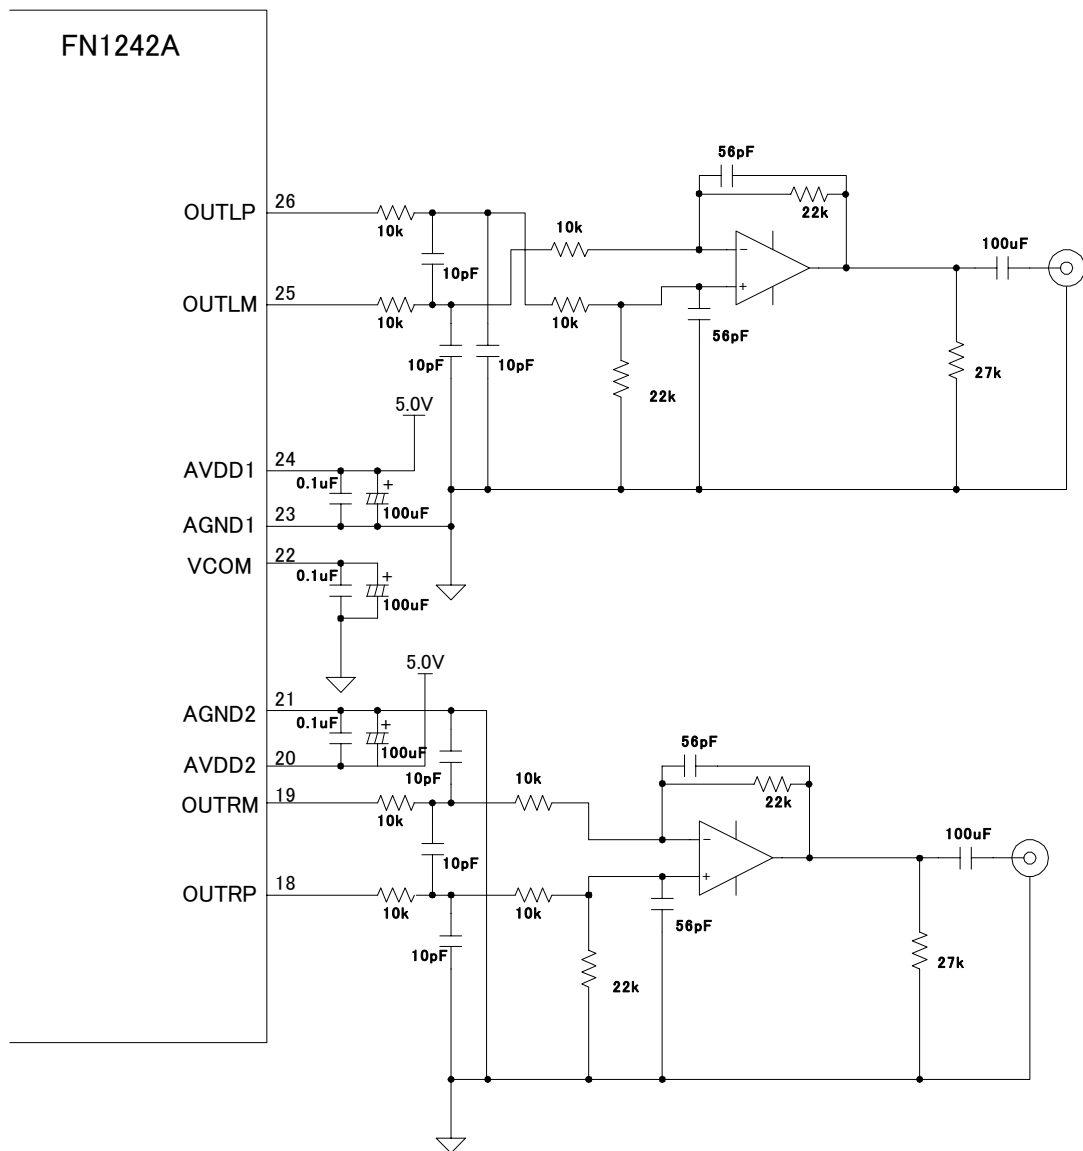 FN1242A
56pF
OUTLP
26
10k
22k
10k
100uF
10pF
OUTLM
25
10k
10k
56pF
10pF
10pF
27k
22k
5.0V
AVDD1
24
0.1uF
+
100uF
AGND1
23
VCOM
22
0.1uF
+
100uF
5.0V
AGND2
21
0.1uF
+
100uF
AVDD2
20
10pF
56pF
OUTRM
19
10k
10k
22k
100uF
10pF
OUTRP
18
10k
10k
56pF
10pF
27k
22k
−
+
−
+